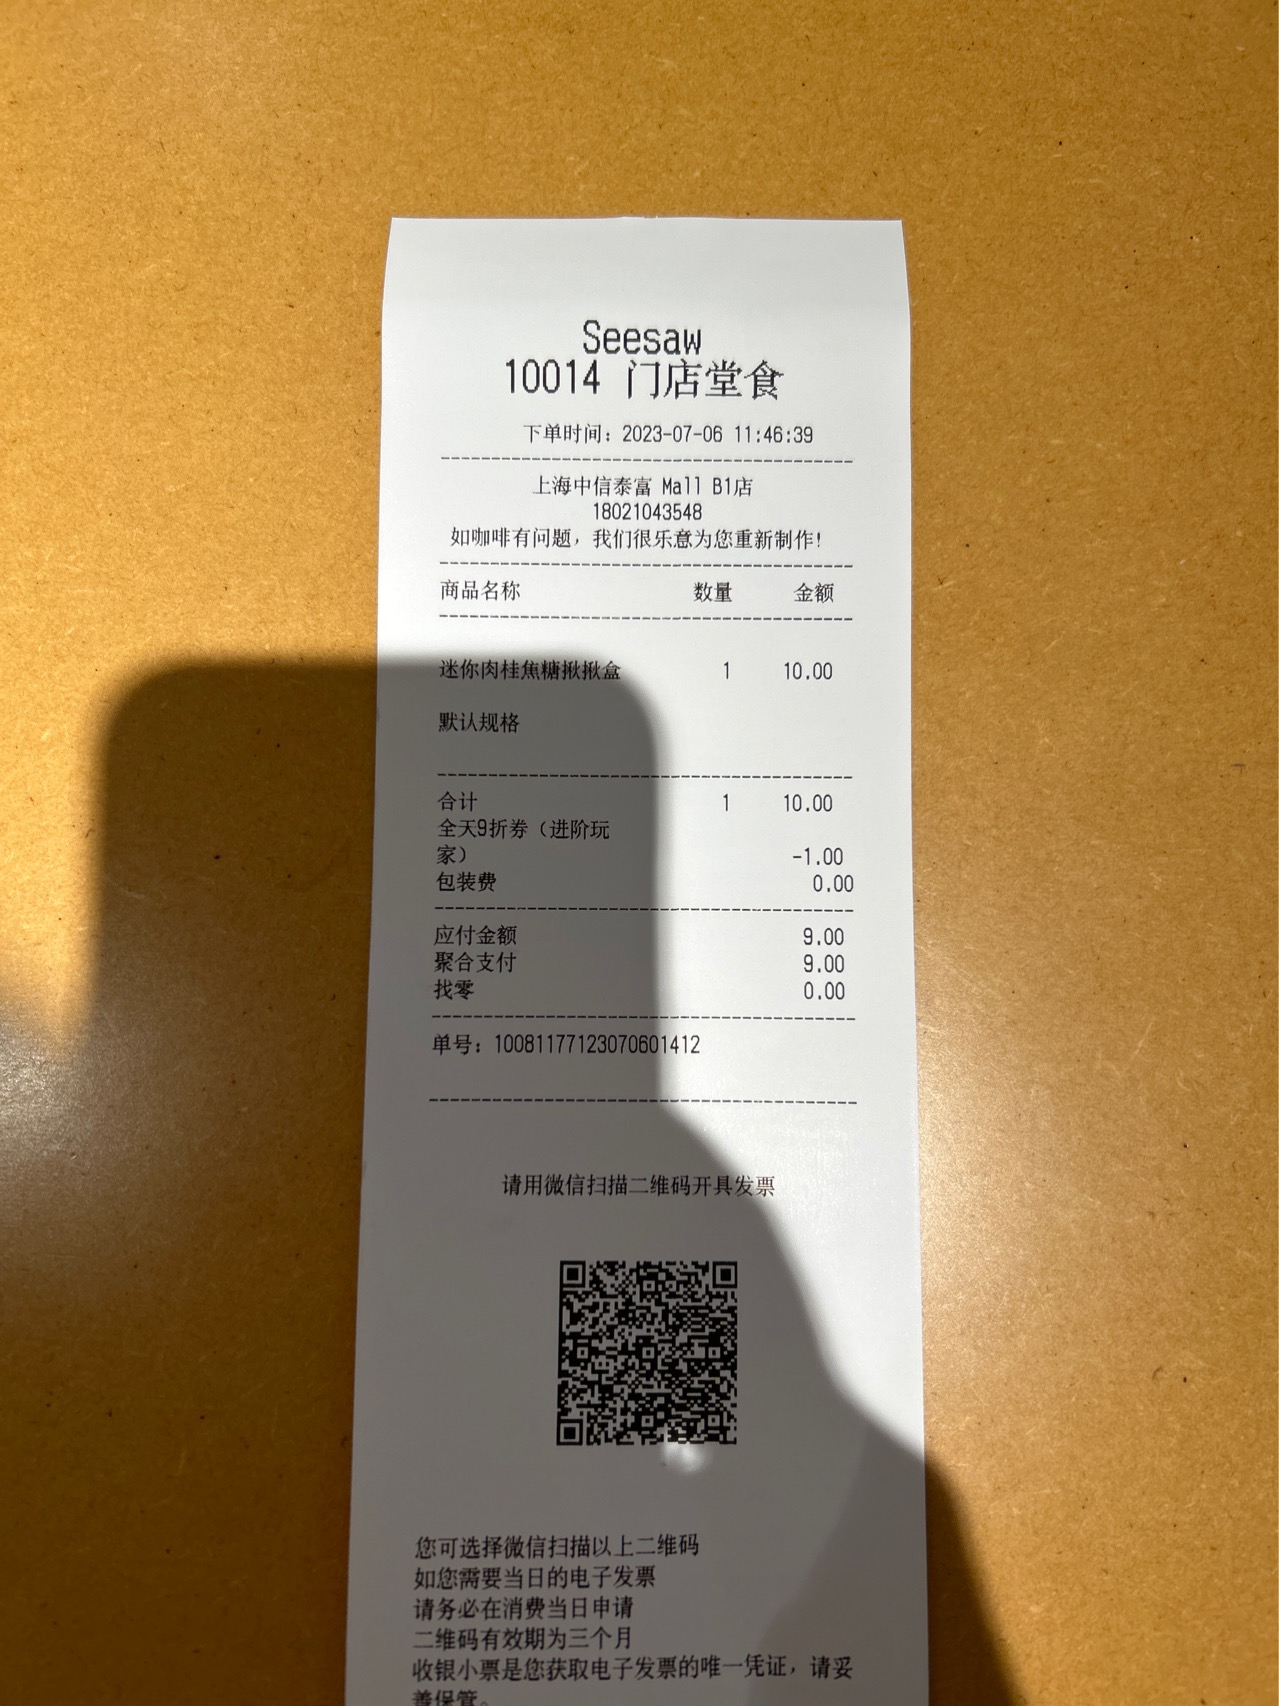 Seesaw
10014 门店堂食
下单时间：2023-07-06 11:46:39
上海中信泰富 Mall B1店
18021043548
如咖啡有问题，我们很乐意为您重新制作!
商品名称 数量 金额
迷你肉桂焦糖揪揪盒 1 10.00
默认规格
合计 1 10.00
全天9折券（进阶玩
家） -1.00
包装费 0.00
应付金额 9.00
聚合支付 9.00
找零 0.00
单号：10081177123070601412
请用微信扫描二维码开具发票
您可选择微信扫描以上二维码
如您需要当日的电子发票
请务必在消费当日申请
二维码有效期为三个月
收银小票是您获取电子发票的唯一凭证，请妥
善保管。